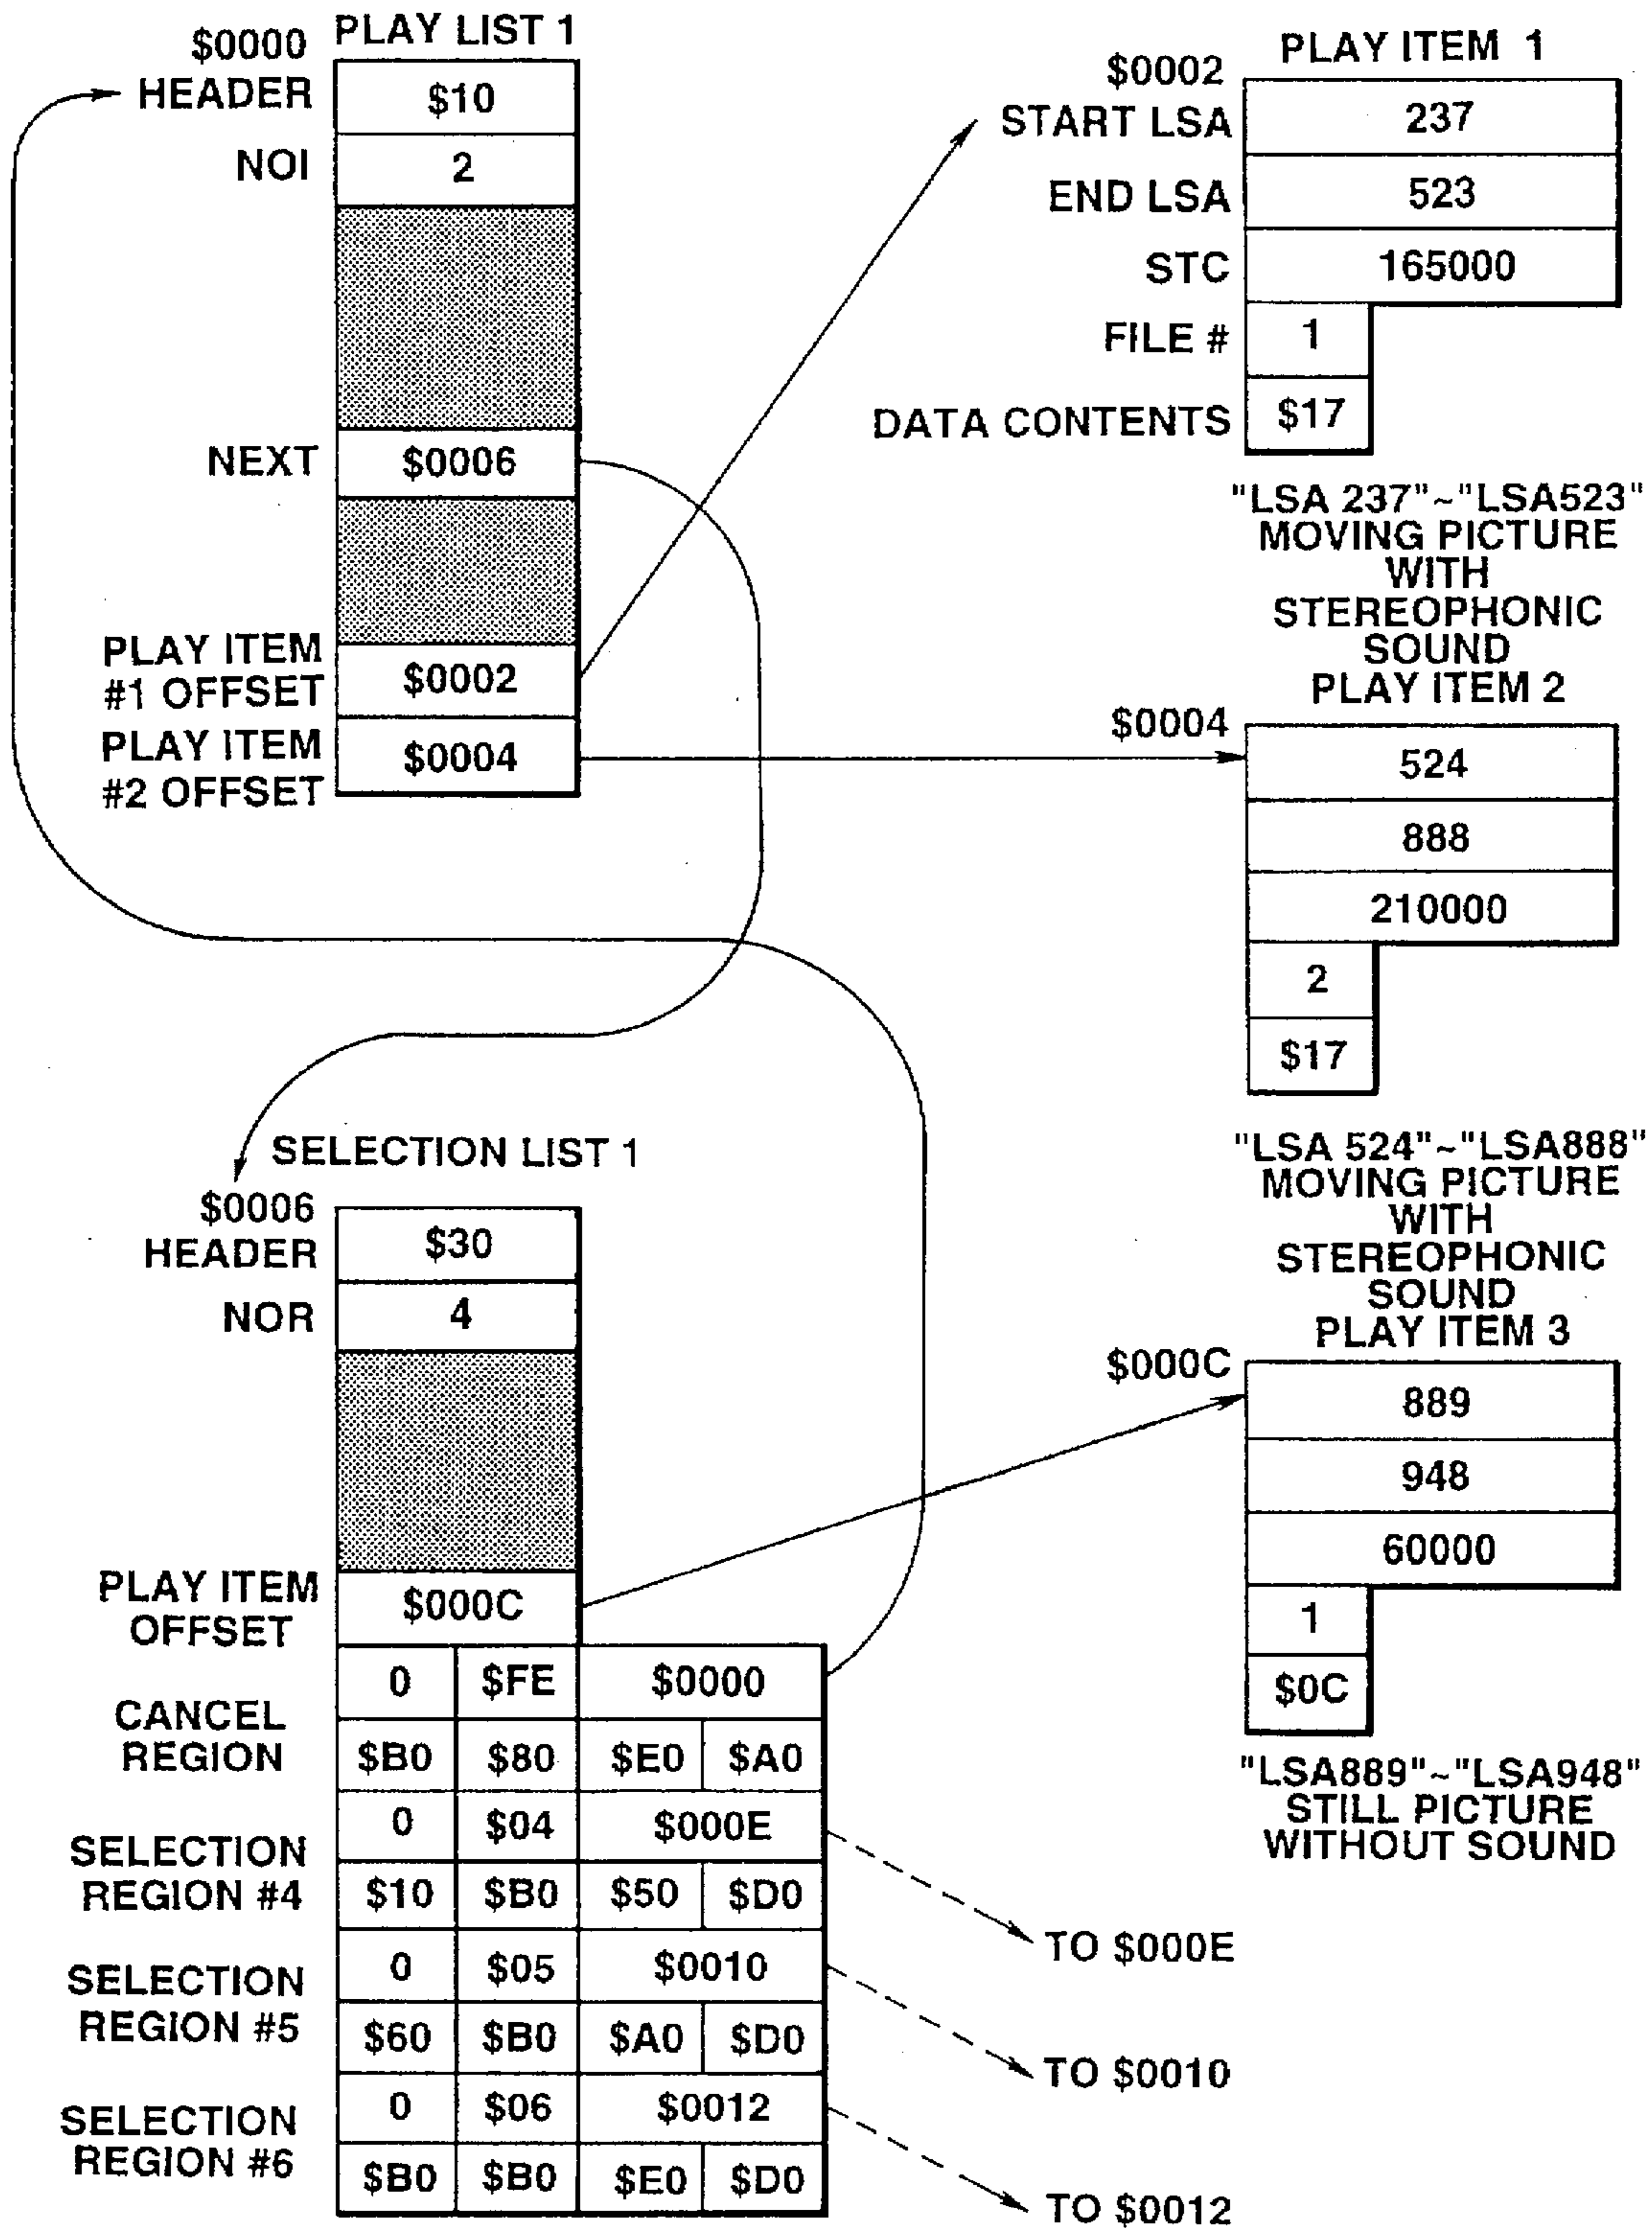 PLAY LIST 1
$0000
HEADER $10
NOI 2
NEXT $0006
PLAY ITEM
#1 OFFSET $0002
PLAY ITEM
#2 OFFSET $0004
PLAY ITEM 1
$0002
START LSA 237
END LSA 523
STC 165000
FILE # 1
DATA CONTENTS $17
"LSA 237"~"LSA523"
MOVING PICTURE
WITH
STEREOPHONIC
SOUND
PLAY ITEM 2
$0004
524
888
210000
2
$17
"LSA 524"~"LSA888"
MOVING PICTURE
WITH
STEREOPHONIC
SOUND
PLAY ITEM 3
$000C
889
948
60000
1
$0C
"LSA889"~"LSA948"
STILL PICTURE
WITHOUT SOUND
SELECTION LIST 1
$0006
HEADER $30
NOR 4
PLAY ITEM
OFFSET $000C
CANCEL
REGION
0 $FE $0000
$B0 $80 $E0 $A0
SELECTION
REGION #4
0 $04 $000E
$10 $B0 $50 $D0
TO $000E
SELECTION
REGION #5
0 $05 $0010
$60 $B0 $A0 $D0
TO $0010
SELECTION
REGION #6
0 $06 $0012
$B0 $B0 $E0 $D0
TO $0012